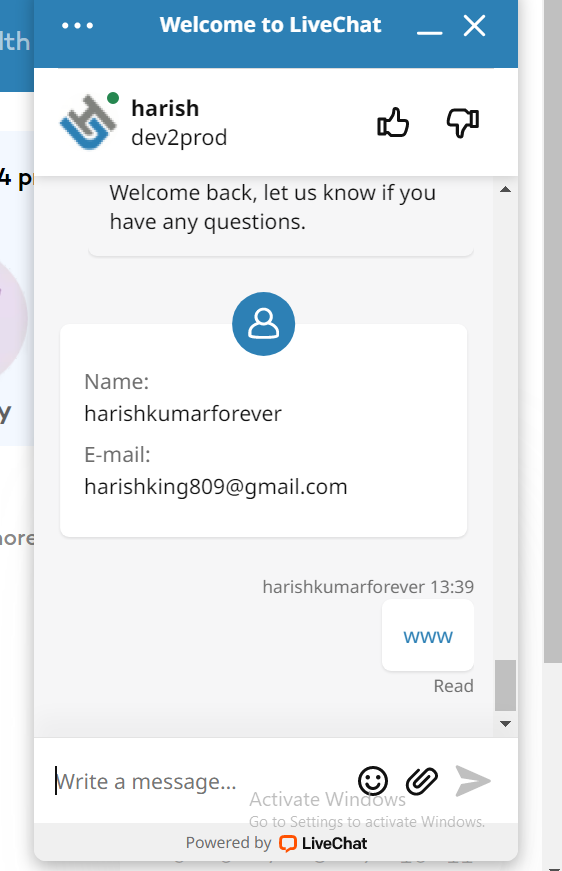 Welcome to LiveChat
lth
harish
dev2prod
4 p
Welcome back, let us know if you
have any questions.
Name:
harishkumarforever
y
E-mail:
harishking809@gmail.com
nore
harishkumarforever 13:39
www
Read
Write a message...
Activate Windows
Go to Settings to activate Windows.
Powered by LiveChat